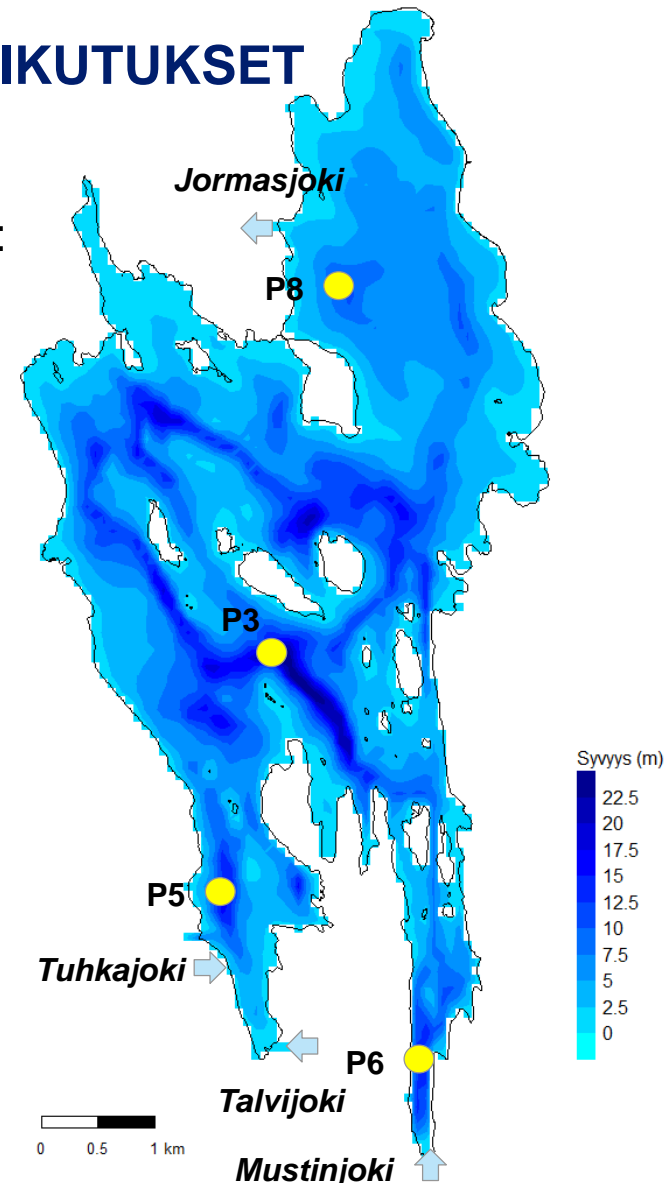 IKUTUKSET
:
Jormasjoki
P8
P3
Syvyys (m)
22.5
20
17.5
15
12.5
10
7.5
5
2.5
0
P5
Tuhkajoki
P6
Talvijoki
0 0.5 1 km
Mustinjoki